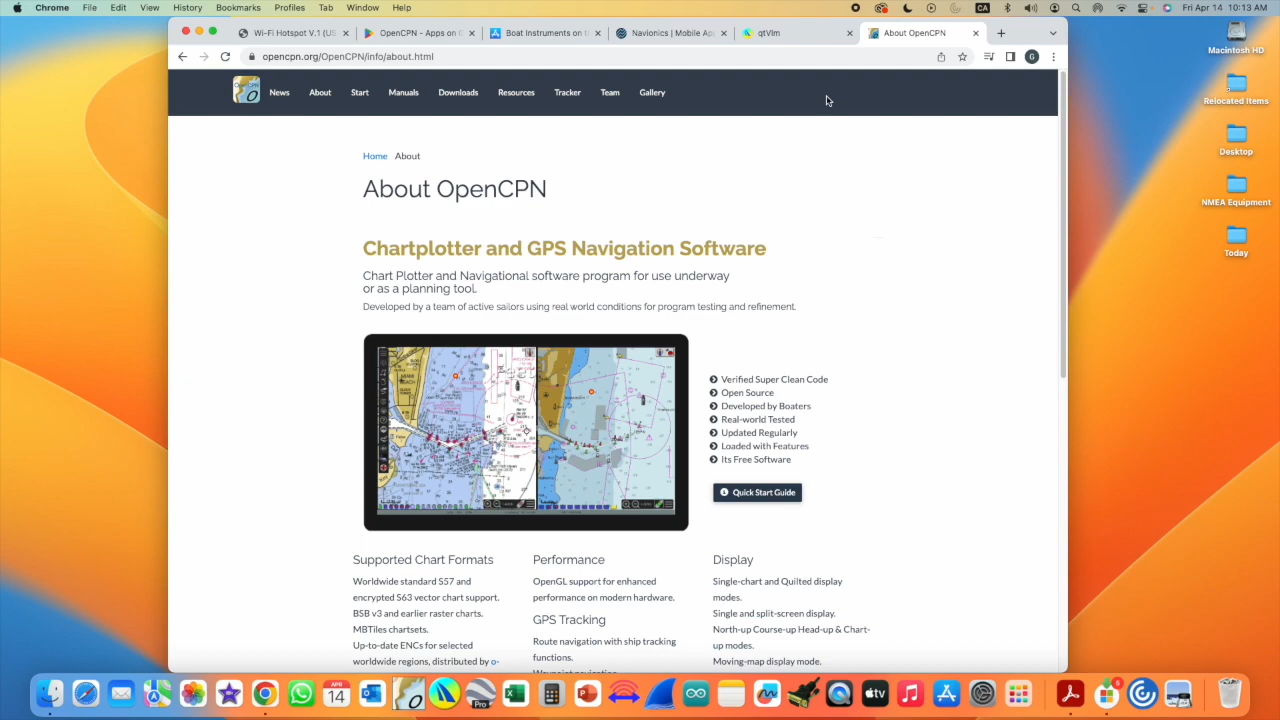 Chrome File Edit View History Bookmarks Profiles Tab Window Help
CA
Fri Apr 14 10:13 AM
Wi-Fi Hotspot V.1 (US
OpenCPN - Apps on G
Boat Instruments on t
Navionics | Mobile Ap
qtVlm
About OpenCPN
opencpn.org/OpenCPN/info/about.html
G
News About Start Manuals Downloads Resources Tracker Team Gallery
Home About
About OpenCPN
Chartplotter and GPS Navigation Software
Chart Plotter and Navigational software program for use underway
or as a planning tool.
Developed by a team of active sailors using real world conditions for program testing and refinement.
Verified Super Clean Code
Open Source
Developed by Boaters
Real-world Tested
Updated Regularly
Loaded with Features
Its Free Software
Quick Start Guide
Supported Chart Formats
Worldwide standard S57 and
encrypted S63 vector chart support.
BSB v3 and earlier raster charts.
MBTiles chartsets.
Up-to-date ENCs for selected
worldwide regions, distributed by o-
Performance
OpenGL support for enhanced
performance on modern hardware.
GPS Tracking
Route navigation with ship tracking
functions.
Waypoint navigation
Display
Single-chart and Quilted display
modes.
Single and split-screen display.
North-up Course-up Head-up & Chart-
up modes.
Moving-map display mode.
Macintosh HD
Relocated Items
Desktop
NMEA Equipment
Today
APR
14
Pro